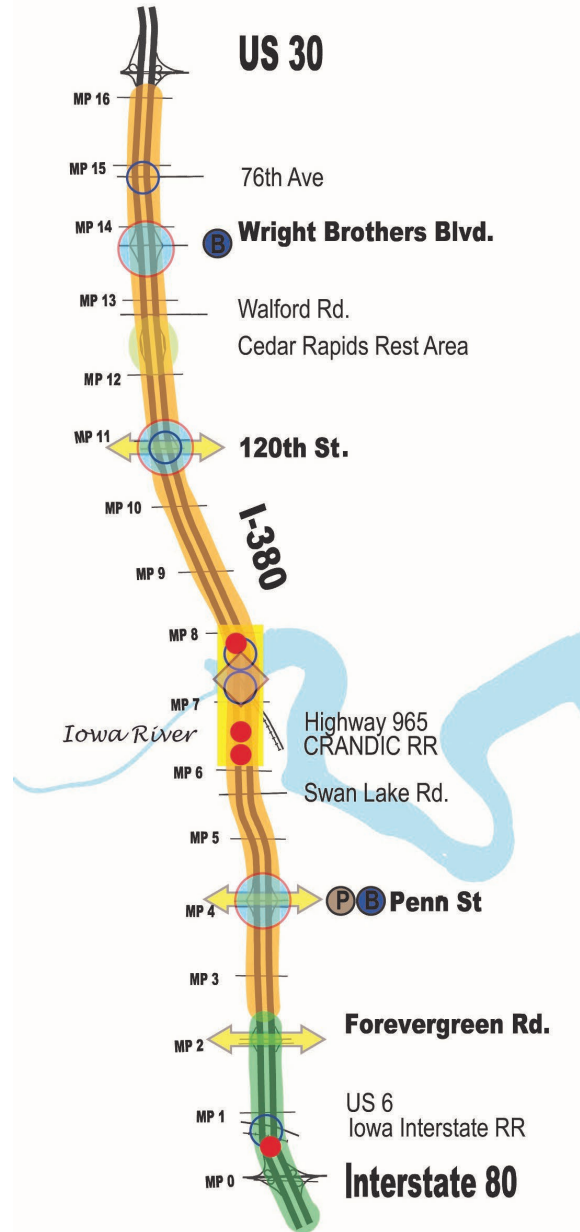 US 30
MP 16
MP 15
76th Ave
MP 14
B
Wright Brothers Blvd.
MP 13
Walford Rd.
Cedar Rapids Rest Area
MP 12
MP 11
120th St.
MP 10
I-380
MP 9
MP 8
MP 7
Iowa River
Highway 965
CRANDIC RR
MP 6
Swan Lake Rd.
MP 5
P B Penn St
MP 4
MP 3
Forevergreen Rd.
MP 2
US 6
MP 1
Iowa Interstate RR
MP 0
Interstate 80